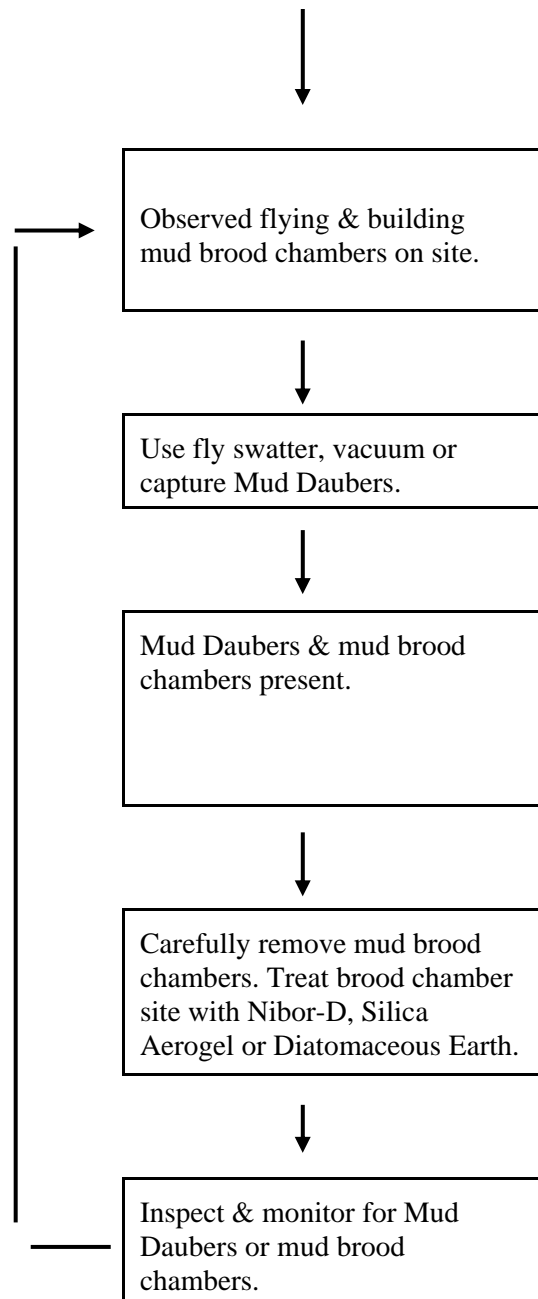 Observed flying & building
mud brood chambers on site.
Use fly swatter, vacuum or
capture Mud Daubers.
Mud Daubers & mud brood
chambers present.
Carefully remove mud brood
chambers. Treat brood chamber
site with Nibor-D, Silica
Aerogel or Diatomaceous Earth.
Inspect & monitor for Mud
Daubers or mud brood
chambers.